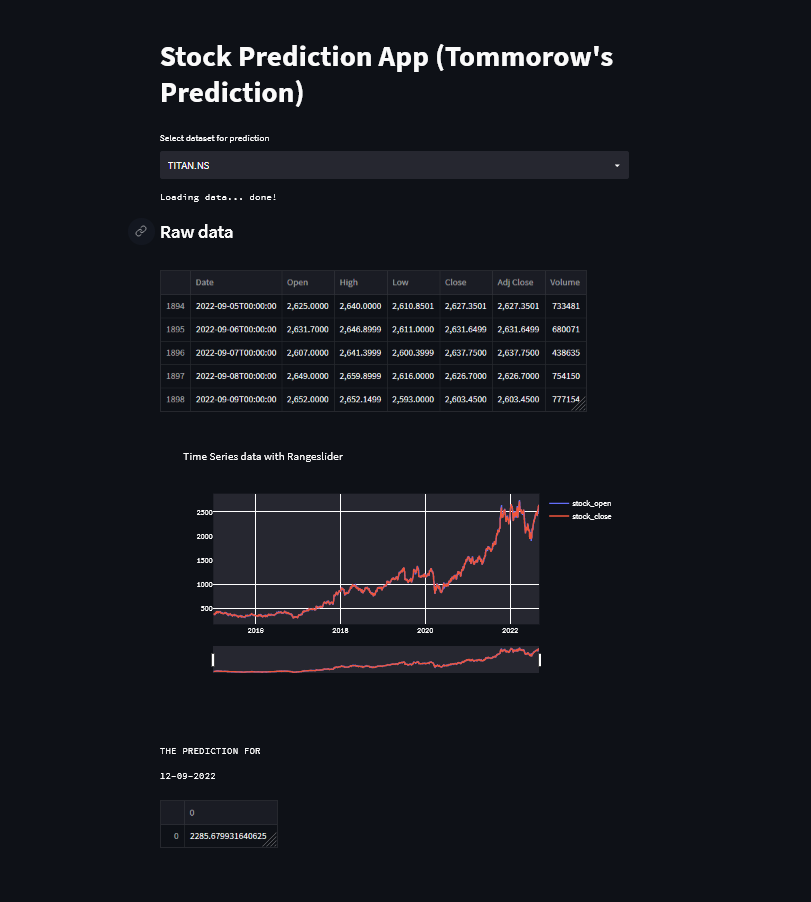 Stock Prediction App (Tommorow's
Prediction)
Select dataset for prediction
TITAN.NS
Loading data... done!
Raw data
Date Open High Low Close Adj Close Volume
1894 2022-09-05T00:00:00 2,625.0000 2,640.0000 2,610.8501 2,627.3501 2,627.3501 733481
1895 2022-09-06T00:00:00 2,631.7000 2,646.8999 2,611.0000 2,631.6499 2,631.6499 680071
1896 2022-09-07T00:00:00 2,607.0000 2,641.3999 2,600.3999 2,637.7500 2,637.7500 438635
1897 2022-09-08T00:00:00 2,649.0000 2,659.8999 2,616.0000 2,626.7000 2,626.7000 754150
1898 2022-09-09T00:00:00 2,652.0000 2,652.1499 2,593.0000 2,603.4500 2,603.4500 777154
Time Series data with Rangeslider
stock_open
stock_close
2500
2000
1500
1000
500
2016 2018 2020 2022
THE PREDICTION FOR
12-09-2022
0
0 2285.679931640625